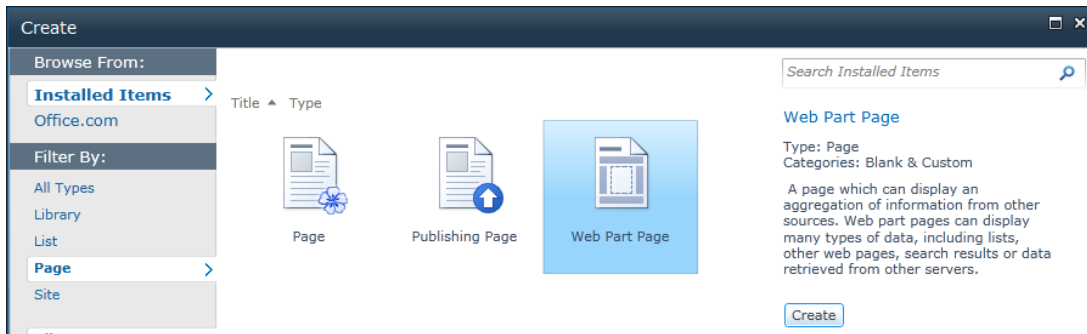 Create
Browse From:
Installed Items
Office.com
Filter By:
All Types
Library
List
Page
Site
Title Type
Page
Publishing Page
Web Part Page
Search Installed Items
Web Part Page
Type: Page
Categories: Blank & Custom
A page which can display an
aggregation of information from other
sources. Web part pages can display
many types of data, including lists,
other web pages, search results or data
retrieved from other servers.
Create